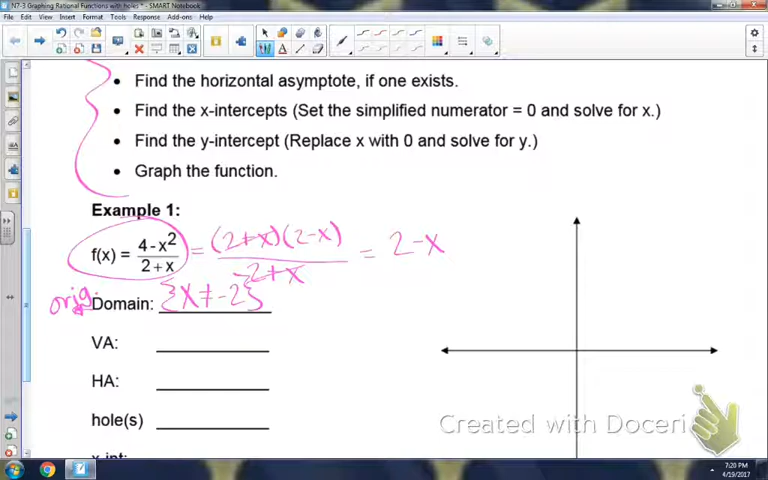 N7-3 Graphing Rational Functions with holes * - SMART Notebook
File Edit View Insert Format Tools Response Add-ons Help
• Find the horizontal asymptote, if one exists.
• Find the x-intercepts (Set the simplified numerator = 0 and solve for x.)
• Find the y-intercept (Replace x with 0 and solve for y.)
• Graph the function.
Example 1:
f(x) = 4 - x² / 2 + x = (2+x)(2-x) / 2+x = 2-x
orig. Domain: {x ≠ -2}
VA:
HA:
hole(s)
x-int:
Created with Doceri
7:20 PM
4/19/2017